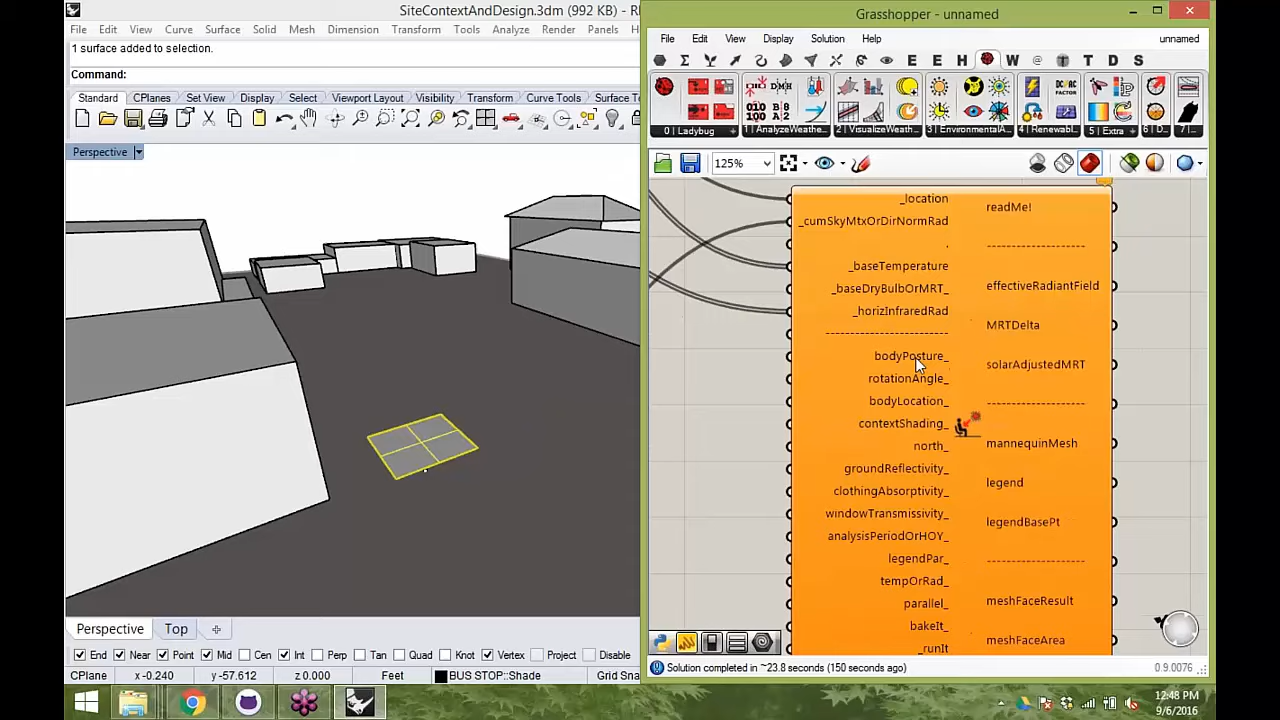 SiteContextAndDesign.3dm (992 KB) - R
File Edit View Curve Surface Solid Mesh Dimension Transform Tools Analyze Render Panels
1 surface added to selection.
Command:
Standard CPlanes Set View Display Select Viewport Layout Visibility Transform Curve Tools Surface To
Perspective
Perspective Top
End Near Point Mid Cen Int Perp Tan Quad Knot Vertex Project Disable
CPlane x -0.240 y -57.612 z 0.000 Feet BUS STOP::Shade Grid Snap
Grasshopper - unnamed
File Edit View Display Solution Help unnamed
E E H W @ T D S
0 | Ladybug 1 | AnalyzeWeathe... 2 | VisualizeWeath... 3 | EnvironmentalA... 4 | Renewabl... 5 | Extra 6 | D... 7 |...
125%
_location
_cumSkyMtxOrDirNormRad
.
_baseTemperature
_baseDryBulbOrMRT_
_horizInfraredRad
------------------------
bodyPosture_
rotationAngle_
bodyLocation_
contextShading_
north_
groundReflectivity_
clothingAbsorptivity_
windowTransmissivity_
analysisPeriodOrHOY_
legendPar_
tempOrRad_
parallel_
bakeIt_
_runIt
readMe!
--------------------
effectiveRadiantField
MRTDelta
solarAdjustedMRT
--------------------
mannequinMesh
legend
legendBasePt
--------------------
meshFaceResult
meshFaceArea
Solution completed in ~23.8 seconds (150 seconds ago)
0.9.0076
12:48 PM
9/6/2016